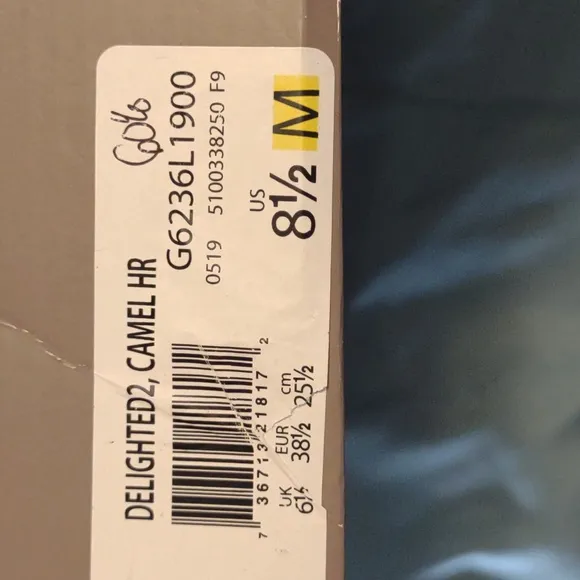 60%
DELIGHTED2, CAMEL HR
G6236L1900
0519 5100338250 F9
US
8½ M
7 36713 21817 2
UK EUR cm
6½ 38½ 25½